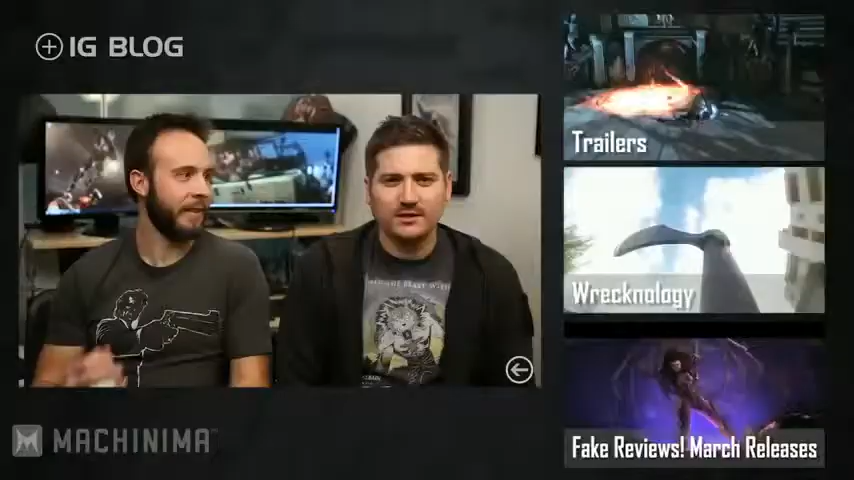 IG BLOG
Trailers
Wrecknology
Fake Reviews! March Releases
MACHINIMA